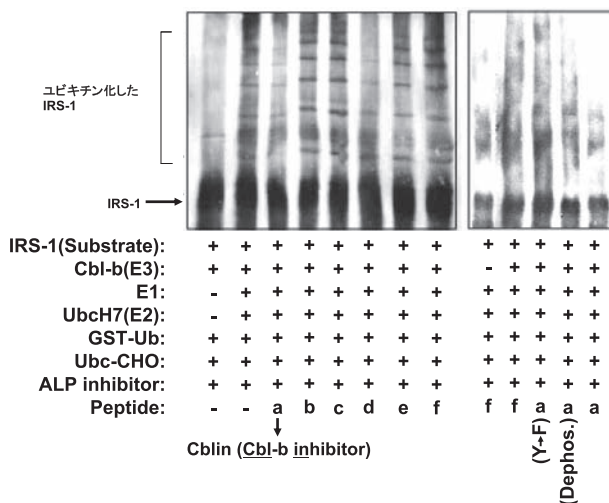 ユビキチン化した
IRS-1
IRS-1
IRS-1(Substrate): + + + + + + + + + + + + +
Cbl-b(E3): + + + + + + + + - + + + +
E1: - + + + + + + + + + + + +
UbcH7(E2): - + + + + + + + + + + + +
GST-Ub: + + + + + + + + + + + + +
Ubc-CHO: + + + + + + + + + + + + +
ALP inhibitor: + + + + + + + + + + + + +
Peptide: - - a b c d e f f f a a a
(Y→F)
(Dephos.)
Cblin (Cbl-b inhibitor)